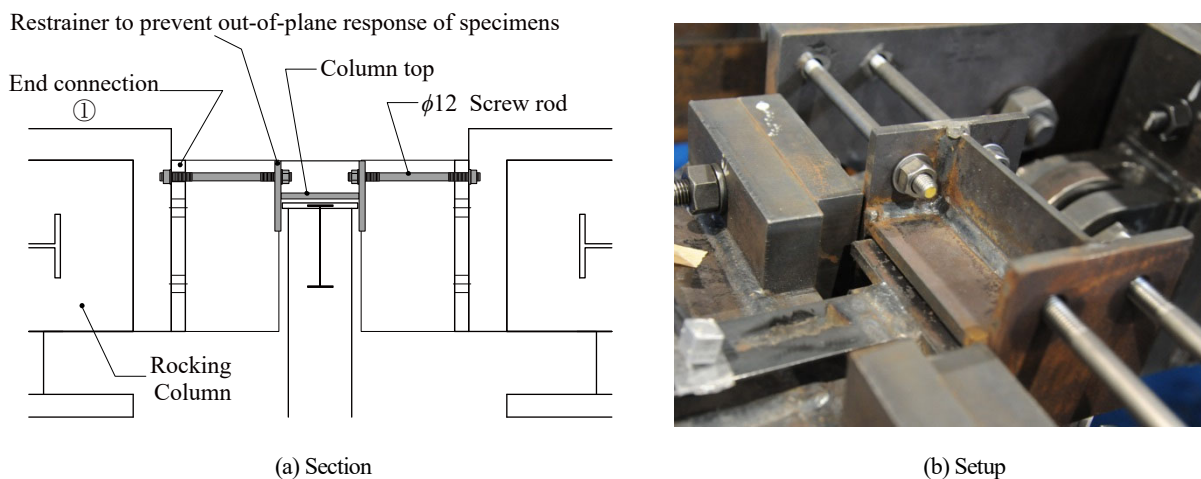 Restrainer to prevent out-of-plane response of specimens
End connection
①
Column top
ϕ12 Screw rod
Rocking
Column
(a) Section
(b) Setup